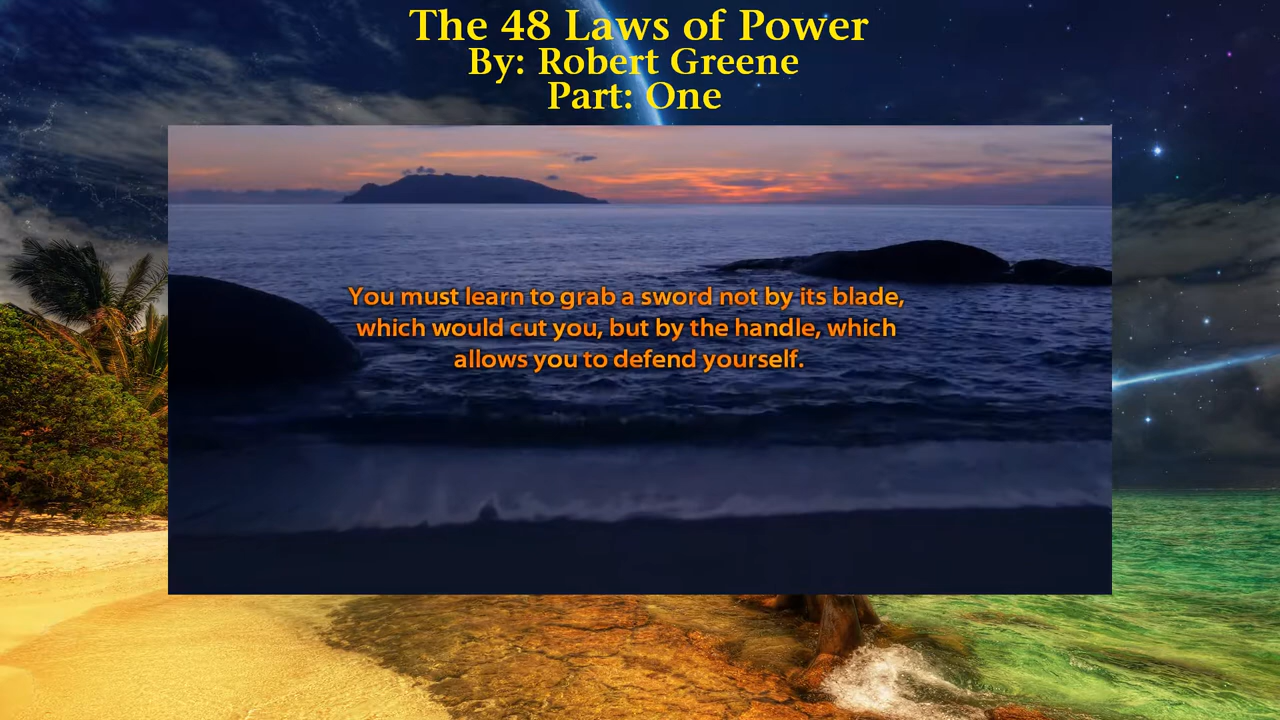 The 48 Laws of Power
By: Robert Greene
Part: One
You must learn to grab a sword not by its blade,
which would cut you, but by the handle, which
allows you to defend yourself.